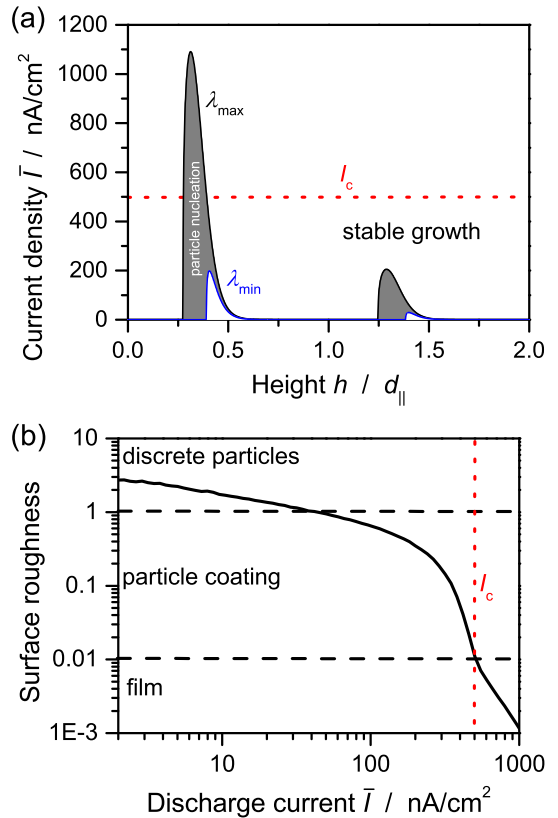 (a)
1200
1000
800
600
400
200
0
Current density Ī / nA/cm²
λmax
particle nucleation
Ic
stable growth
λmin
0.0 0.5 1.0 1.5 2.0
Height h / d||
(b)
10
1
0.1
0.01
1E-3
Surface roughness
discrete particles
particle coating
Ic
film
10 100 1000
Discharge current Ī / nA/cm²